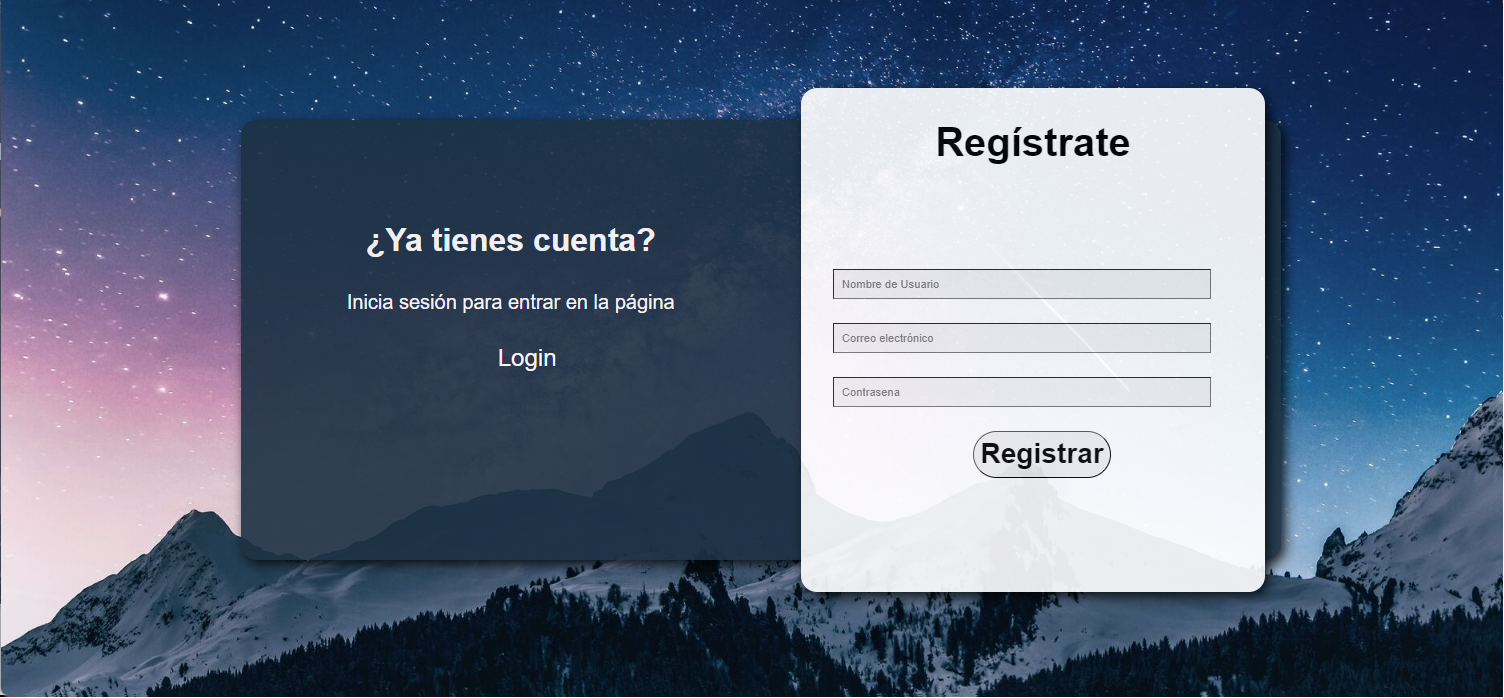 ¿Ya tienes cuenta?
Inicia sesión para entrar en la página
Login
Regístrate
Nombre de Usuario
Correo electrónico
Contrasena
Registrar